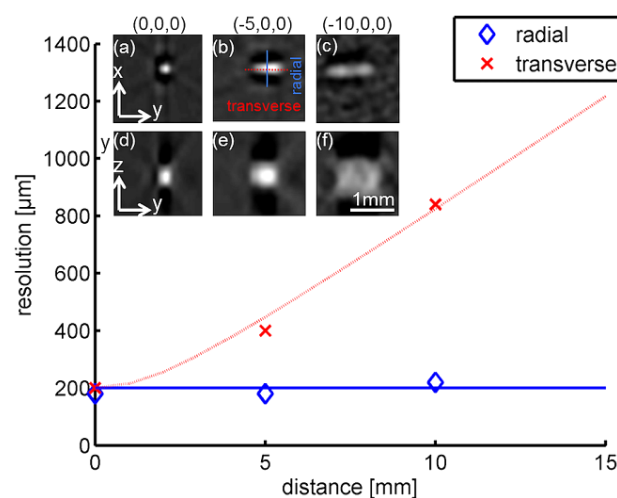 (0,0,0) (-5,0,0) (-10,0,0)
1400
1200
1000
800
600
400
200
0
resolution [µm]
(a) (b) (c)
x
y
radial
transverse
(d) (e) (f)
y
z
y
1mm
radial
transverse
0 5 10 15
distance [mm]